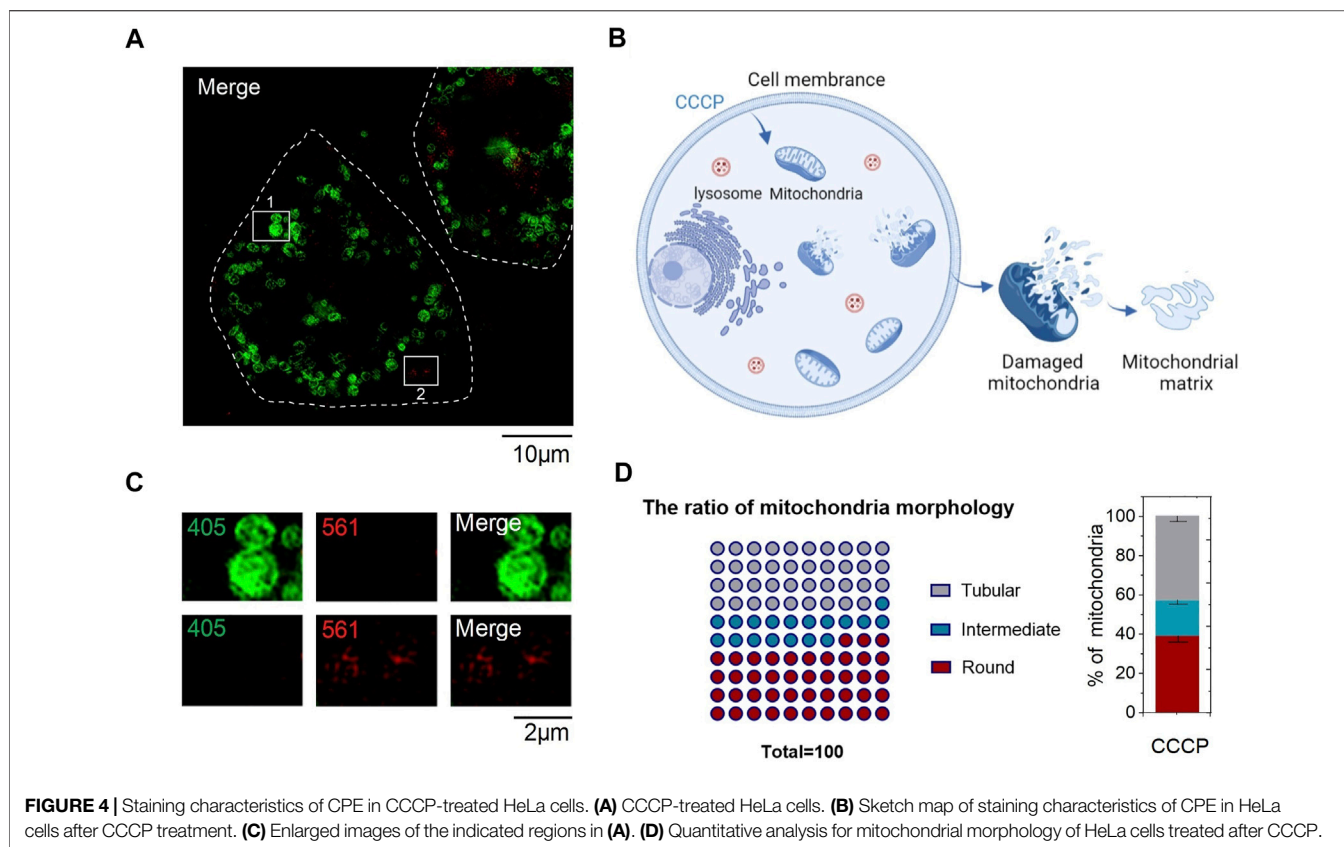 A
Merge
1
2
10μm
B
Cell membrance
CCCP
lysosome Mitochondria
Damaged
mitochondria
Mitochondrial
matrix
C
405
561
Merge
405
561
Merge
2μm
D
The ratio of mitochondria morphology
Tubular
Intermediate
Round
Total=100
% of mitochondria
100
80
60
40
20
0
CCCP
FIGURE 4 | Staining characteristics of CPE in CCCP-treated HeLa cells. (A) CCCP-treated HeLa cells. (B) Sketch map of staining characteristics of CPE in HeLa
cells after CCCP treatment. (C) Enlarged images of the indicated regions in (A). (D) Quantitative analysis for mitochondrial morphology of HeLa cells treated after CCCP.